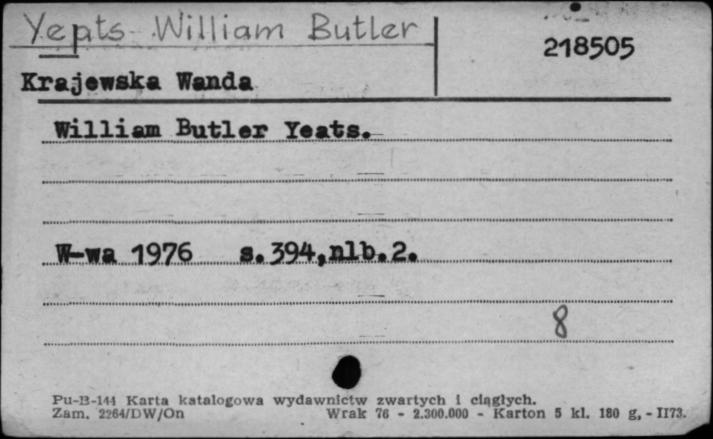 Yeats William Butler
218505
Krajewska Wanda
William Butler Yeats.
W-wa 1976 s.394,nlb.2.
8
Pu-B-144 Karta katalogowa wydawnictw zwartych i ciągłych.
Zam. 2264/DW/On Wrak 76 - 2.300.000 - Karton 5 kl. 180 g, - II73.